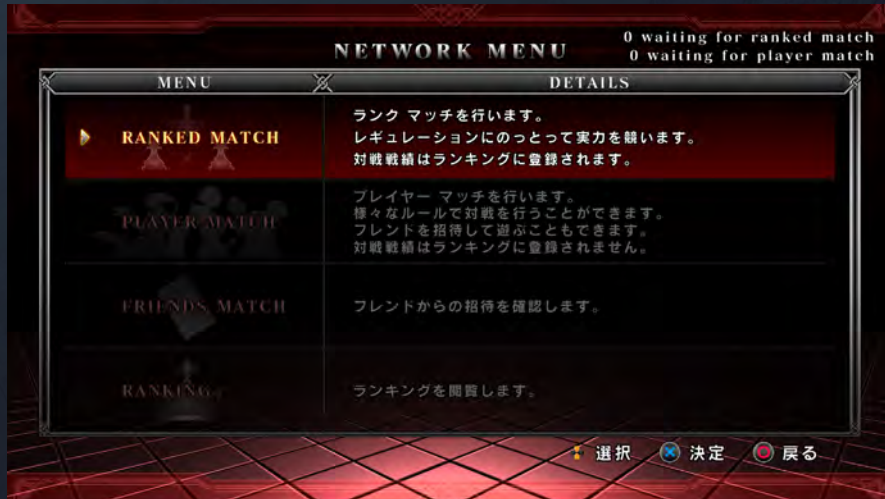 0 waiting for ranked match
NETWORK MENU
0 waiting for player match
MENU
DETAILS
RANKED MATCH
ランク マッチを行います。
レギュレーションにのっとって実力を競います。
対戦戦績はランキングに登録されます。
PLAYER MATCH
プレイヤー マッチを行います。
様々なルールで対戦を行うことができます。
フレンドを招待して遊ぶこともできます。
対戦戦績はランキングに登録されません。
FRIENDS MATCH
フレンドからの招待を確認します。
RANKING
ランキングを閲覧します。
選択 決定 戻る